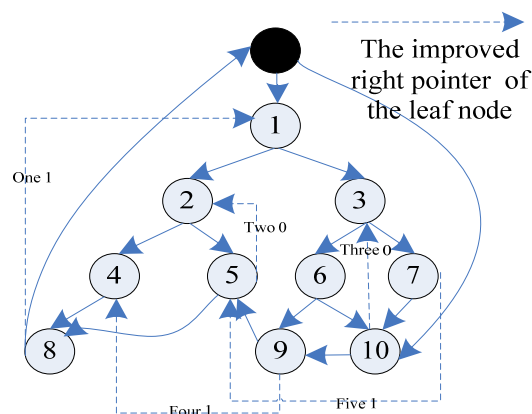 The improved
right pointer of
the leaf node
1
One 1
2
3
Two 0
Three 0
4
5
6
7
8
9
10
Four 1
Five 1